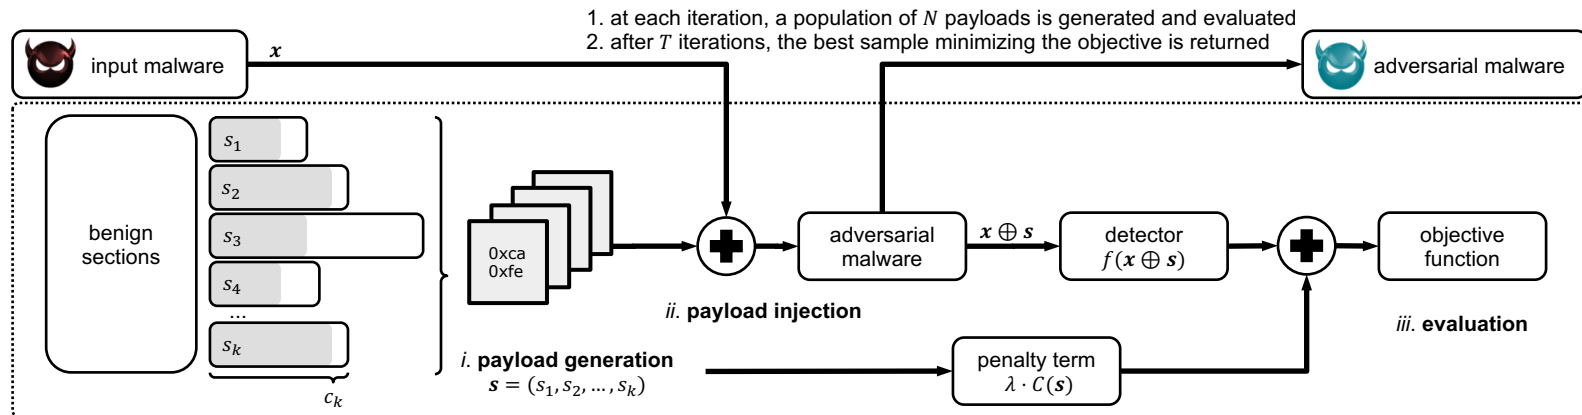 1. at each iteration, a population of N payloads is generated and evaluated
2. after T iterations, the best sample minimizing the objective is returned
input malware
x
adversarial malware
benign
sections
s₁
s₂
s₃
s₄
...
sₖ
cₖ
0xca
0xfe
i. payload generation
s = (s₁, s₂, ..., sₖ)
ii. payload injection
adversarial
malware
x ⊕ s
detector
f(x ⊕ s)
penalty term
λ · C(s)
objective
function
iii. evaluation